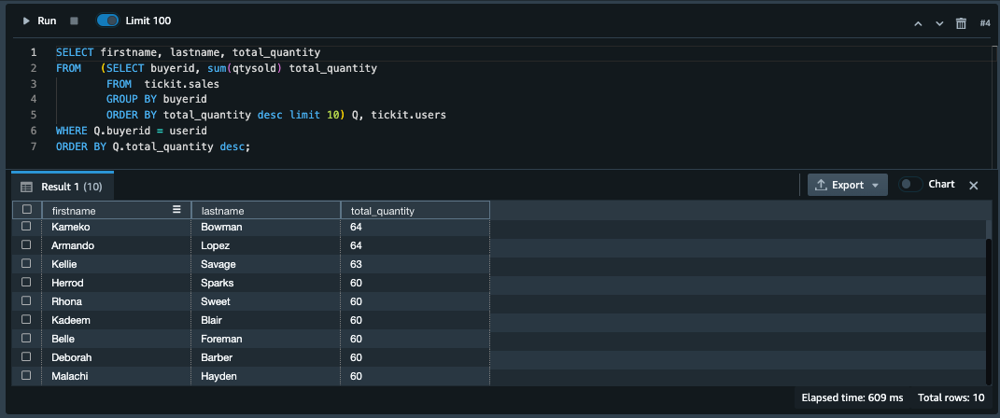 Run Limit 100 #4
1 SELECT firstname, lastname, total_quantity
2 FROM (SELECT buyerid, sum(qtysold) total_quantity
3 FROM tickit.sales
4 GROUP BY buyerid
5 ORDER BY total_quantity desc limit 10) Q, tickit.users
6 WHERE Q.buyerid = userid
7 ORDER BY Q.total_quantity desc;
Result 1 (10) Export Chart
firstname lastname total_quantity
Kameko Bowman 64
Armando Lopez 64
Kellie Savage 63
Herrod Sparks 60
Rhona Sweet 60
Kadeem Blair 60
Belle Foreman 60
Deborah Barber 60
Malachi Hayden 60
Elapsed time: 609 ms Total rows: 10